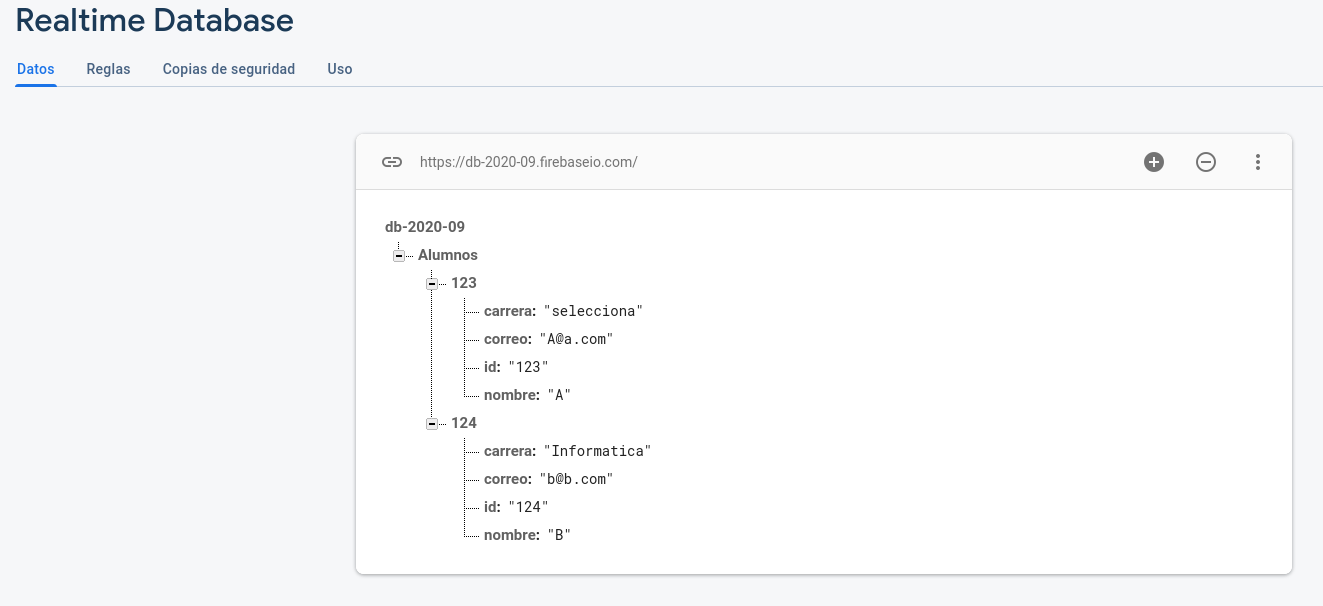 Realtime Database
Datos Reglas Copias de seguridad Uso
https://db-2020-09.firebaseio.com/
db-2020-09
Alumnos
123
carrera: "selecciona"
correo: "A@a.com"
id: "123"
nombre: "A"
124
carrera: "Informatica"
correo: "b@b.com"
id: "124"
nombre: "B"